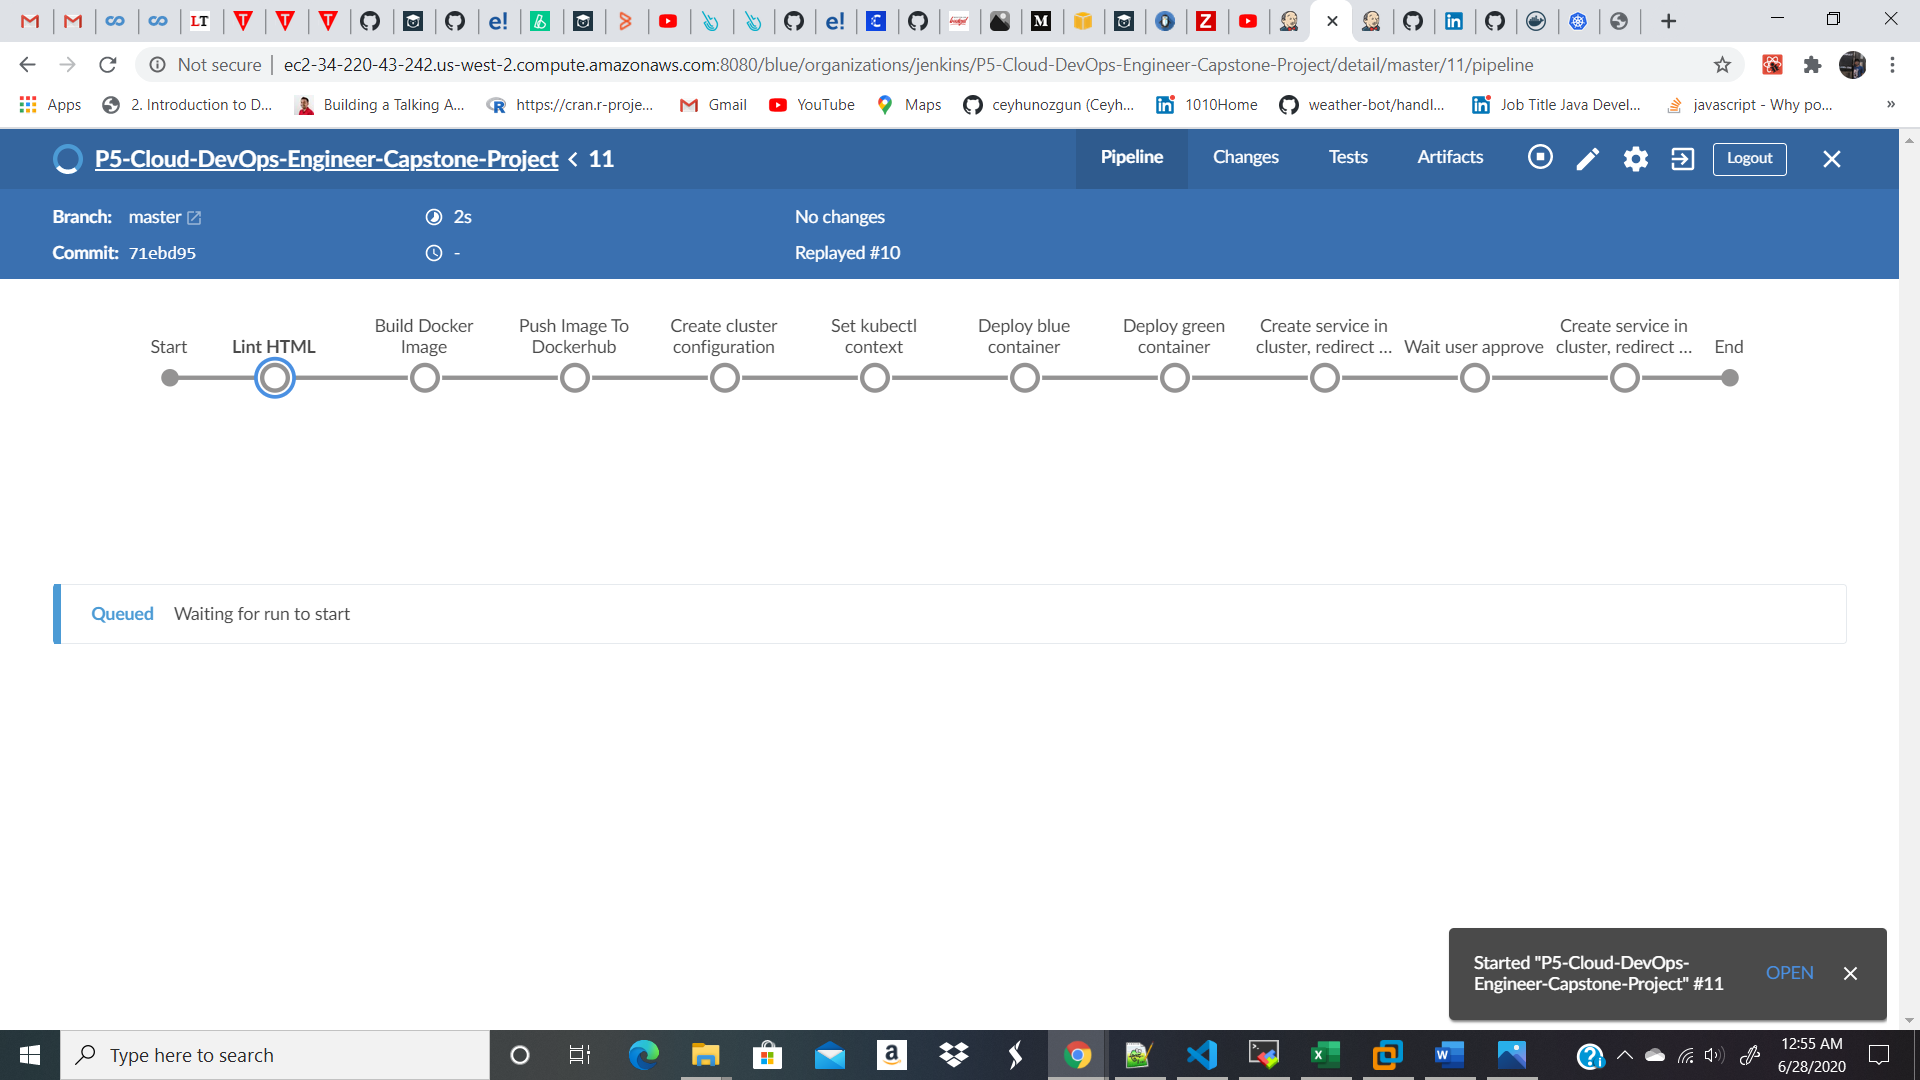 LT
e!
e!
M
Z
Not secure
ec2-34-220-43-242.us-west-2.compute.amazonaws.com:8080/blue/organizations/jenkins/P5-Cloud-DevOps-Engineer-Capstone-Project/detail/master/11/pipeline
Apps
2. Introduction to D...
Building a Talking A...
https://cran.r-proje...
Gmail
YouTube
Maps
ceyhunozgun (Ceyh...
1010Home
weather-bot/handl...
Job Title Java Devel...
javascript - Why po...
»
P5-Cloud-DevOps-Engineer-Capstone-Project < 11
Pipeline
Changes
Tests
Artifacts
Logout
Branch: master
2s
No changes
Commit: 71ebd95
-
Replayed #10
Start
Lint HTML
Build Docker
Image
Push Image To
Dockerhub
Create cluster
configuration
Set kubectl
context
Deploy blue
container
Deploy green
container
Create service in
cluster, redirect ...
Wait user approve
Create service in
cluster, redirect ...
End
Queued Waiting for run to start
Started "P5-Cloud-DevOps-
Engineer-Capstone-Project" #11
OPEN
Type here to search
12:55 AM
6/28/2020